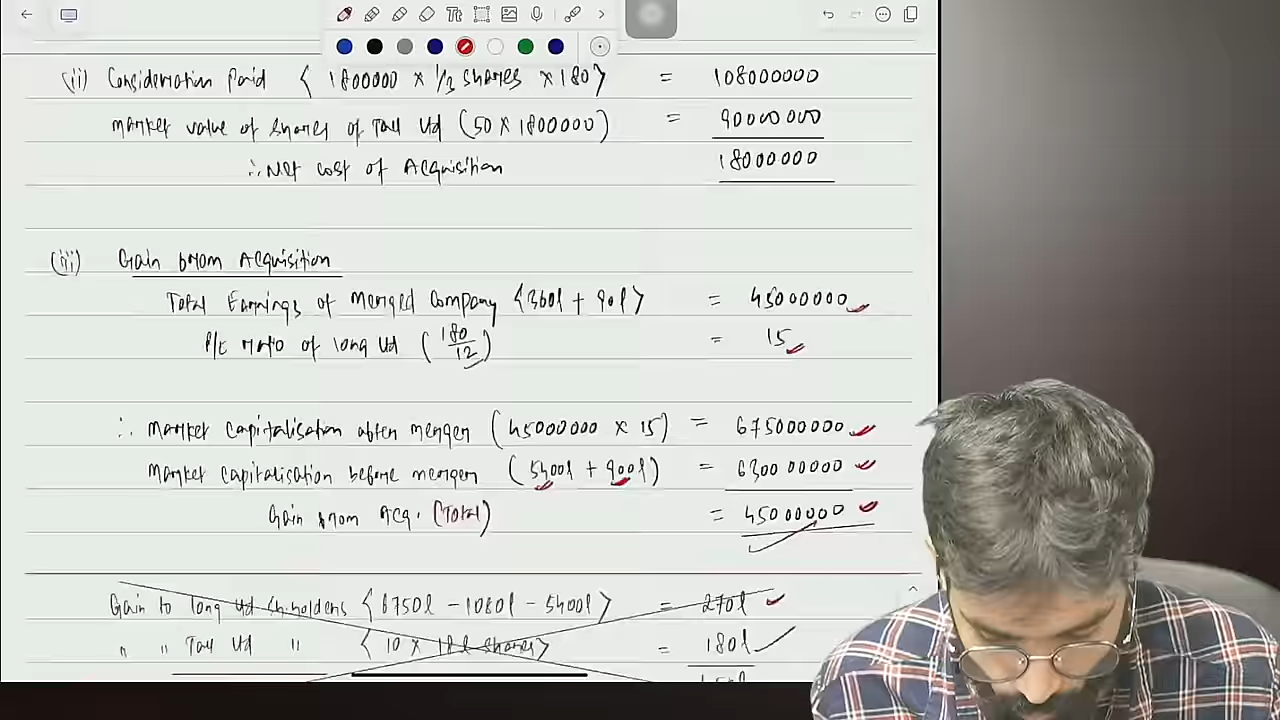 Tt
(ii) Consideration Paid { 1800000 × 1/3 shares × 180 } = 108000000
Market value of shares of Tall Ltd (50 × 1800000) = 90000000
∴ Net cost of Acquisition 18000000
(iii) Gain from Acquisition
Total Earnings of Merged Company {360l + 90l} = 45000000
P/E ratio of long Ltd (180/12) = 15
∴ Market Capitalisation after merger (45000000 × 15) = 675000000
Market Capitalisation before merger (5400l + 900l) = 630000000
Gain from Acq. (Total) = 45000000
Gain to long Ltd Sh.holders {6750l - 1080l - 5400l} = 270l
" " Tall Ltd " {10 × 18l shares} = 180l